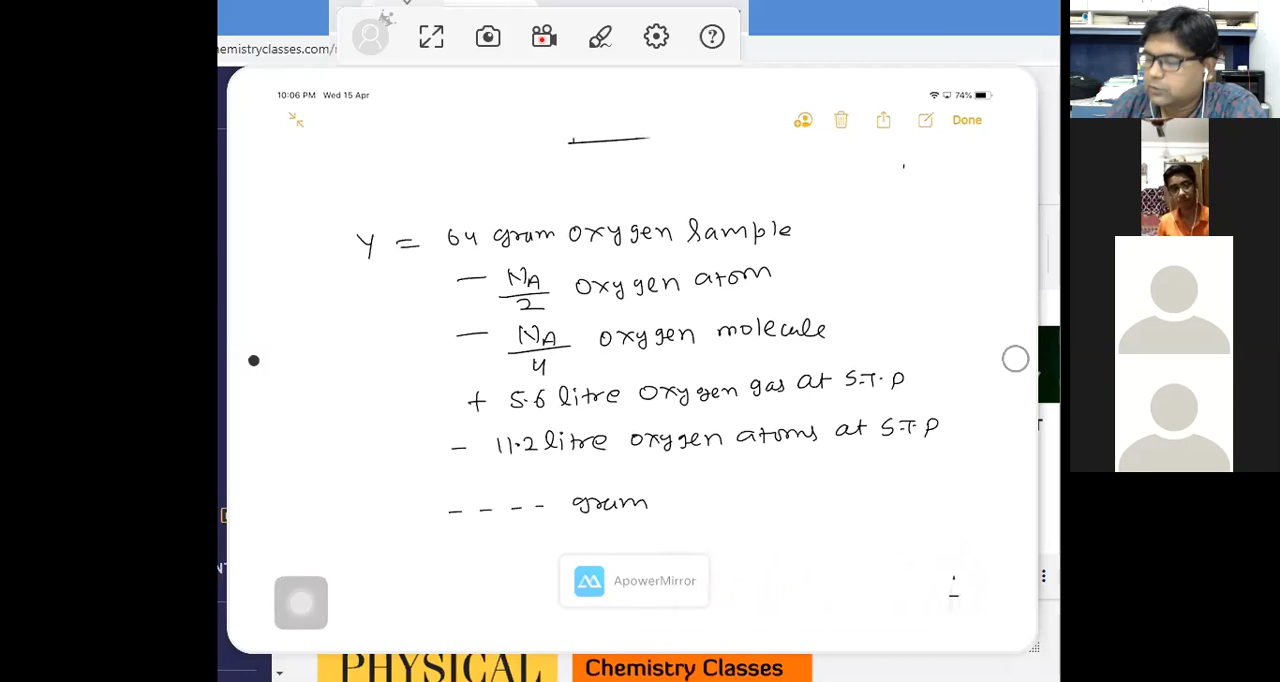 emistryclasses.com/
10:06 PM Wed 15 Apr
74%
Done
Y = 64 gram oxygen sample
— NA/2 oxygen atom
— NA/4 oxygen molecule
+ 5.6 litre oxygen gas at S.T.P
- 11.2 litre oxygen atoms at S.T.P
- - - - gram
ApowerMirror
PHYSICAL
Chemistry Classes